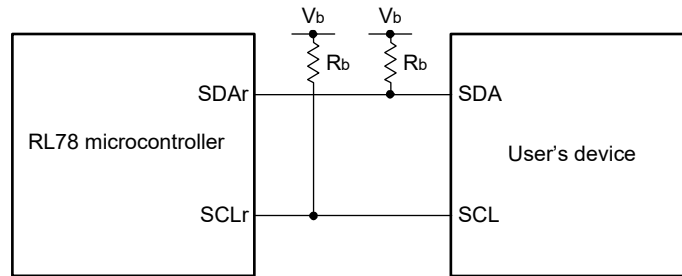 Vb Vb
Rb Rb
SDAr SDA
RL78 microcontroller User’s device
SCLr SCL